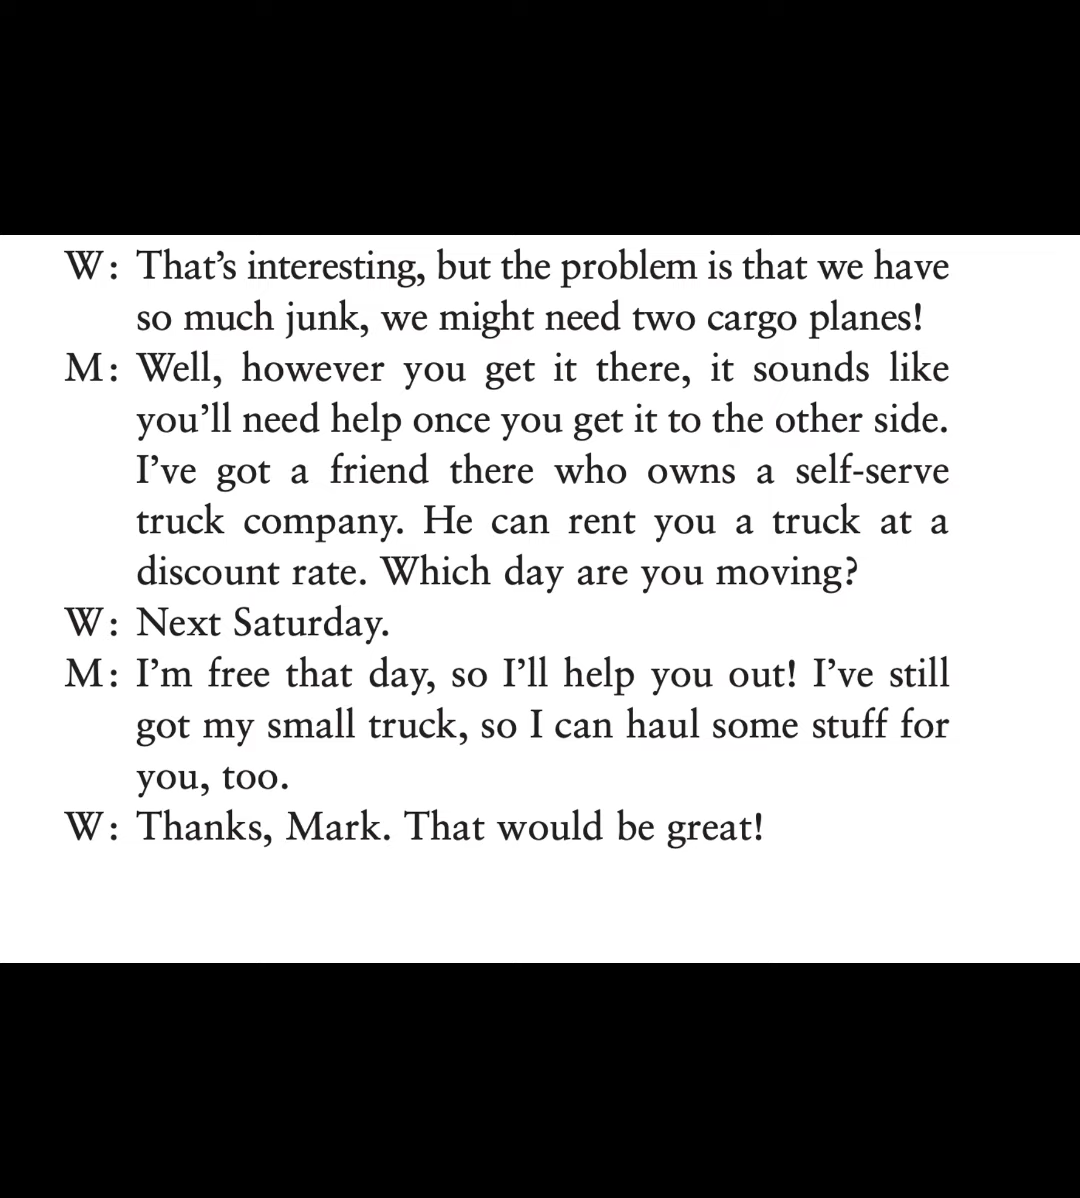 W: That’s interesting, but the problem is that we have
so much junk, we might need two cargo planes!
M: Well, however you get it there, it sounds like
you’ll need help once you get it to the other side.
I’ve got a friend there who owns a self-serve
truck company. He can rent you a truck at a
discount rate. Which day are you moving?
W: Next Saturday.
M: I’m free that day, so I’ll help you out! I’ve still
got my small truck, so I can haul some stuff for
you, too.
W: Thanks, Mark. That would be great!